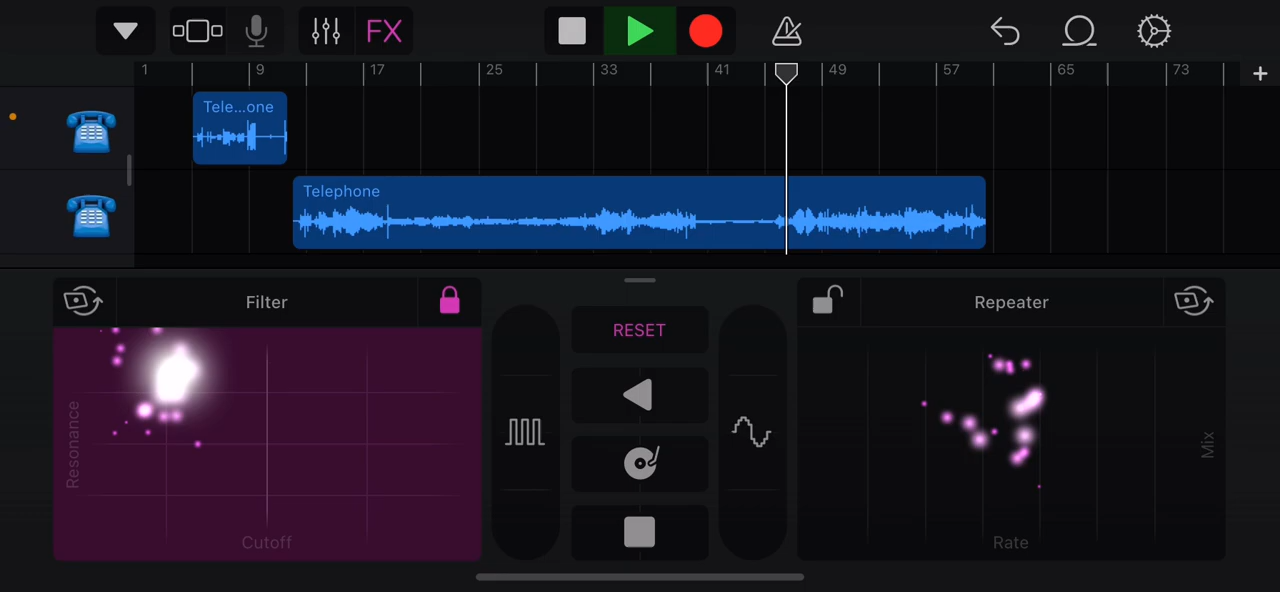 FX
1 9 17 25 33 41 49 57 65 73 +
Tele...one
Telephone
Filter
RESET
Repeater
Resonance
Cutoff
Mix
Rate